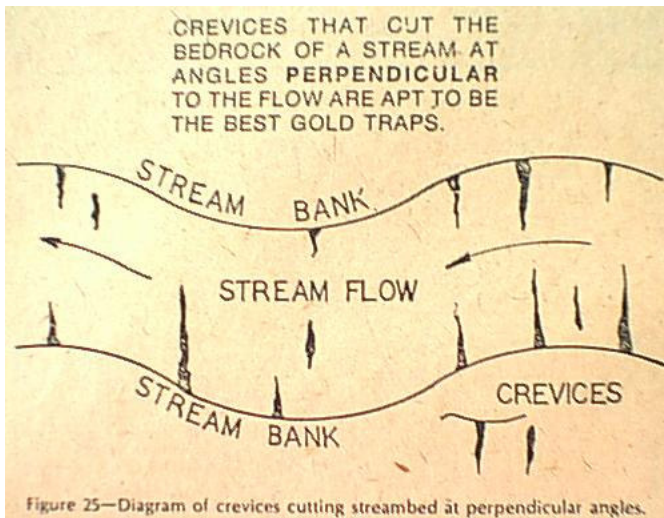 CREVICES THAT CUT THE
BEDROCK OF A STREAM AT
ANGLES PERPENDICULAR
TO THE FLOW ARE APT TO BE
THE BEST GOLD TRAPS.
STREAM BANK
STREAM FLOW
STREAM BANK
CREVICES
Figure 25—Diagram of crevices cutting streambed at perpendicular angles.